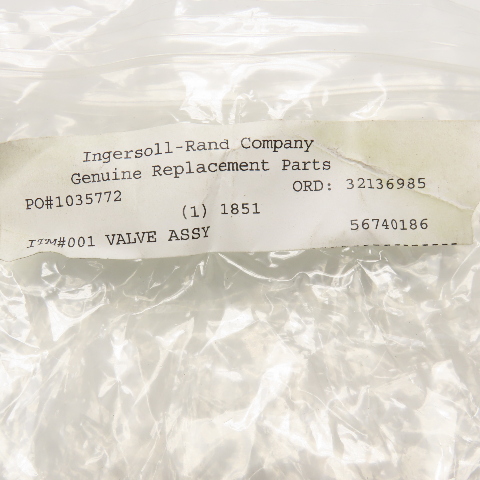 Ingersoll-Rand Company
Genuine Replacement Parts
PO#1035772 ORD: 32136985
(1) 1851
ITM#001 VALVE ASSY 56740186